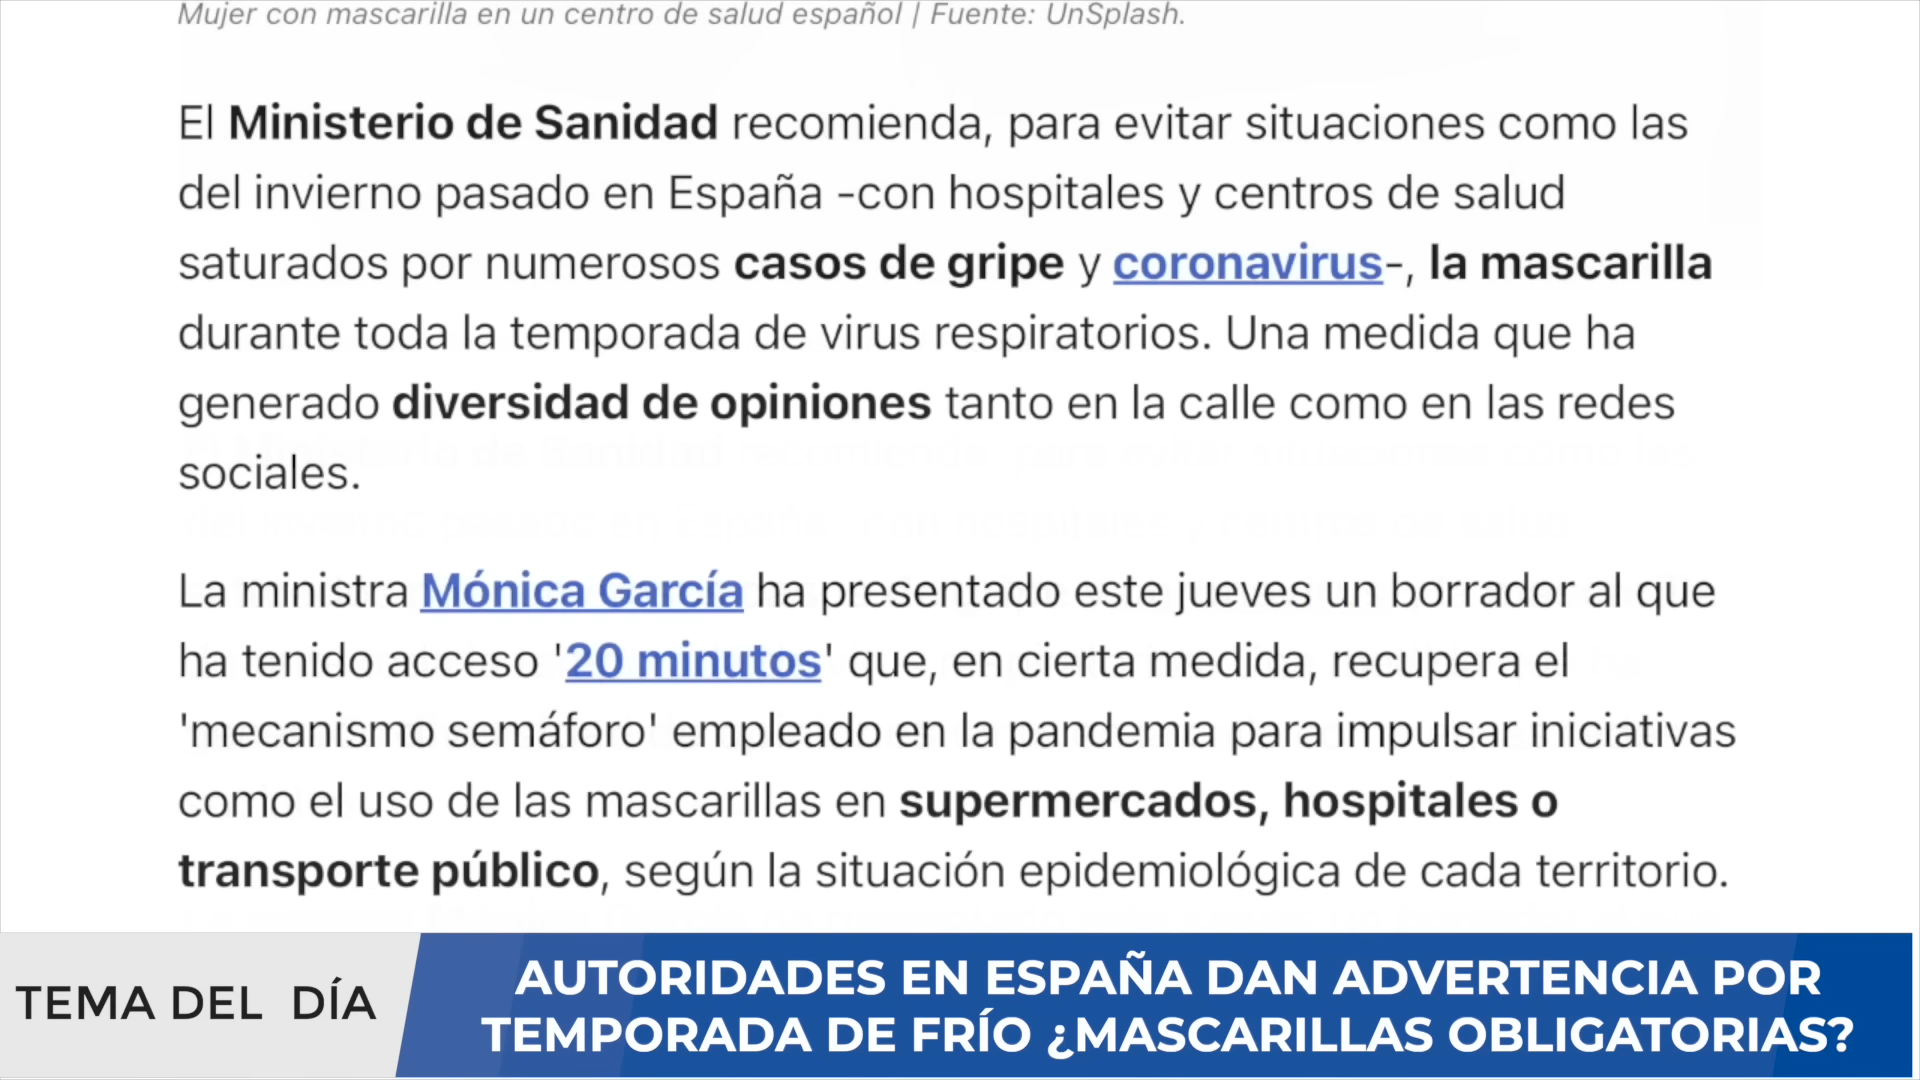 Mujer con mascarilla en un centro de salud español | Fuente: UnSplash.
El Ministerio de Sanidad recomienda, para evitar situaciones como las
del invierno pasado en España -con hospitales y centros de salud
saturados por numerosos casos de gripe y coronavirus-, la mascarilla
durante toda la temporada de virus respiratorios. Una medida que ha
generado diversidad de opiniones tanto en la calle como en las redes
sociales.
La ministra Mónica García ha presentado este jueves un borrador al que
ha tenido acceso '20 minutos' que, en cierta medida, recupera el
'mecanismo semáforo' empleado en la pandemia para impulsar iniciativas
como el uso de las mascarillas en supermercados, hospitales o
transporte público, según la situación epidemiológica de cada territorio.
TEMA DEL DÍA
AUTORIDADES EN ESPAÑA DAN ADVERTENCIA POR
TEMPORADA DE FRÍO ¿MASCARILLAS OBLIGATORIAS?